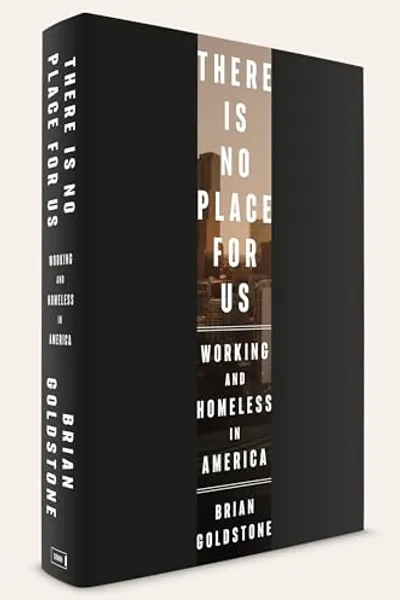 THERE IS NO
PLACE FOR US
WORKING
AND
HOMELESS
IN
AMERICA
BRIAN
GOLDSTONE
THERE
IS
NO
PLACE
FOR
US
WORKING
AND
HOMELESS
IN
AMERICA
BRIAN
GOLDSTONE